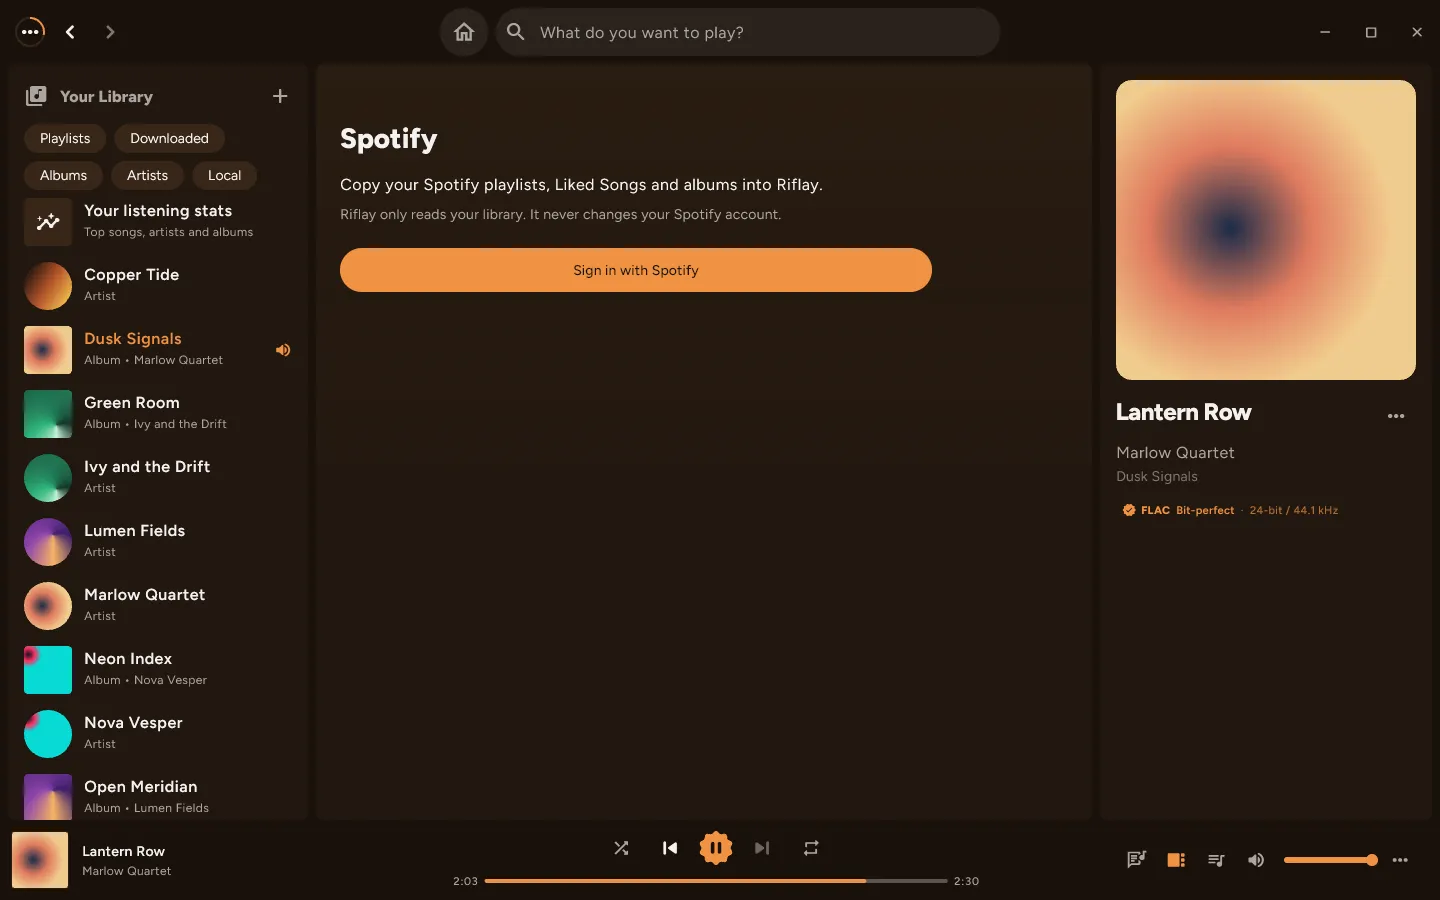 What do you want to play?
Your Library
Playlists
Downloaded
Albums
Artists
Local
Your listening stats
Top songs, artists and albums
Copper Tide
Artist
Dusk Signals
Album • Marlow Quartet
Green Room
Album • Ivy and the Drift
Ivy and the Drift
Artist
Lumen Fields
Artist
Marlow Quartet
Artist
Neon Index
Album • Nova Vesper
Nova Vesper
Artist
Open Meridian
Album • Lumen Fields
Spotify
Copy your Spotify playlists, Liked Songs and albums into Riflay.
Riflay only reads your library. It never changes your Spotify account.
Sign in with Spotify
Lantern Row
Marlow Quartet
Dusk Signals
FLAC Bit-perfect · 24-bit / 44.1 kHz
Lantern Row
Marlow Quartet
2:03
2:30